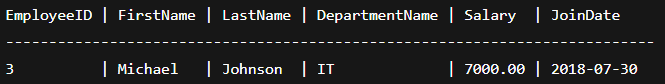 EmployeeID | FirstName | LastName | DepartmentName | Salary  | JoinDate
-------------------------------------------------------------------------------
3          | Michael   | Johnson  | IT             | 7000.00 | 2018-07-30